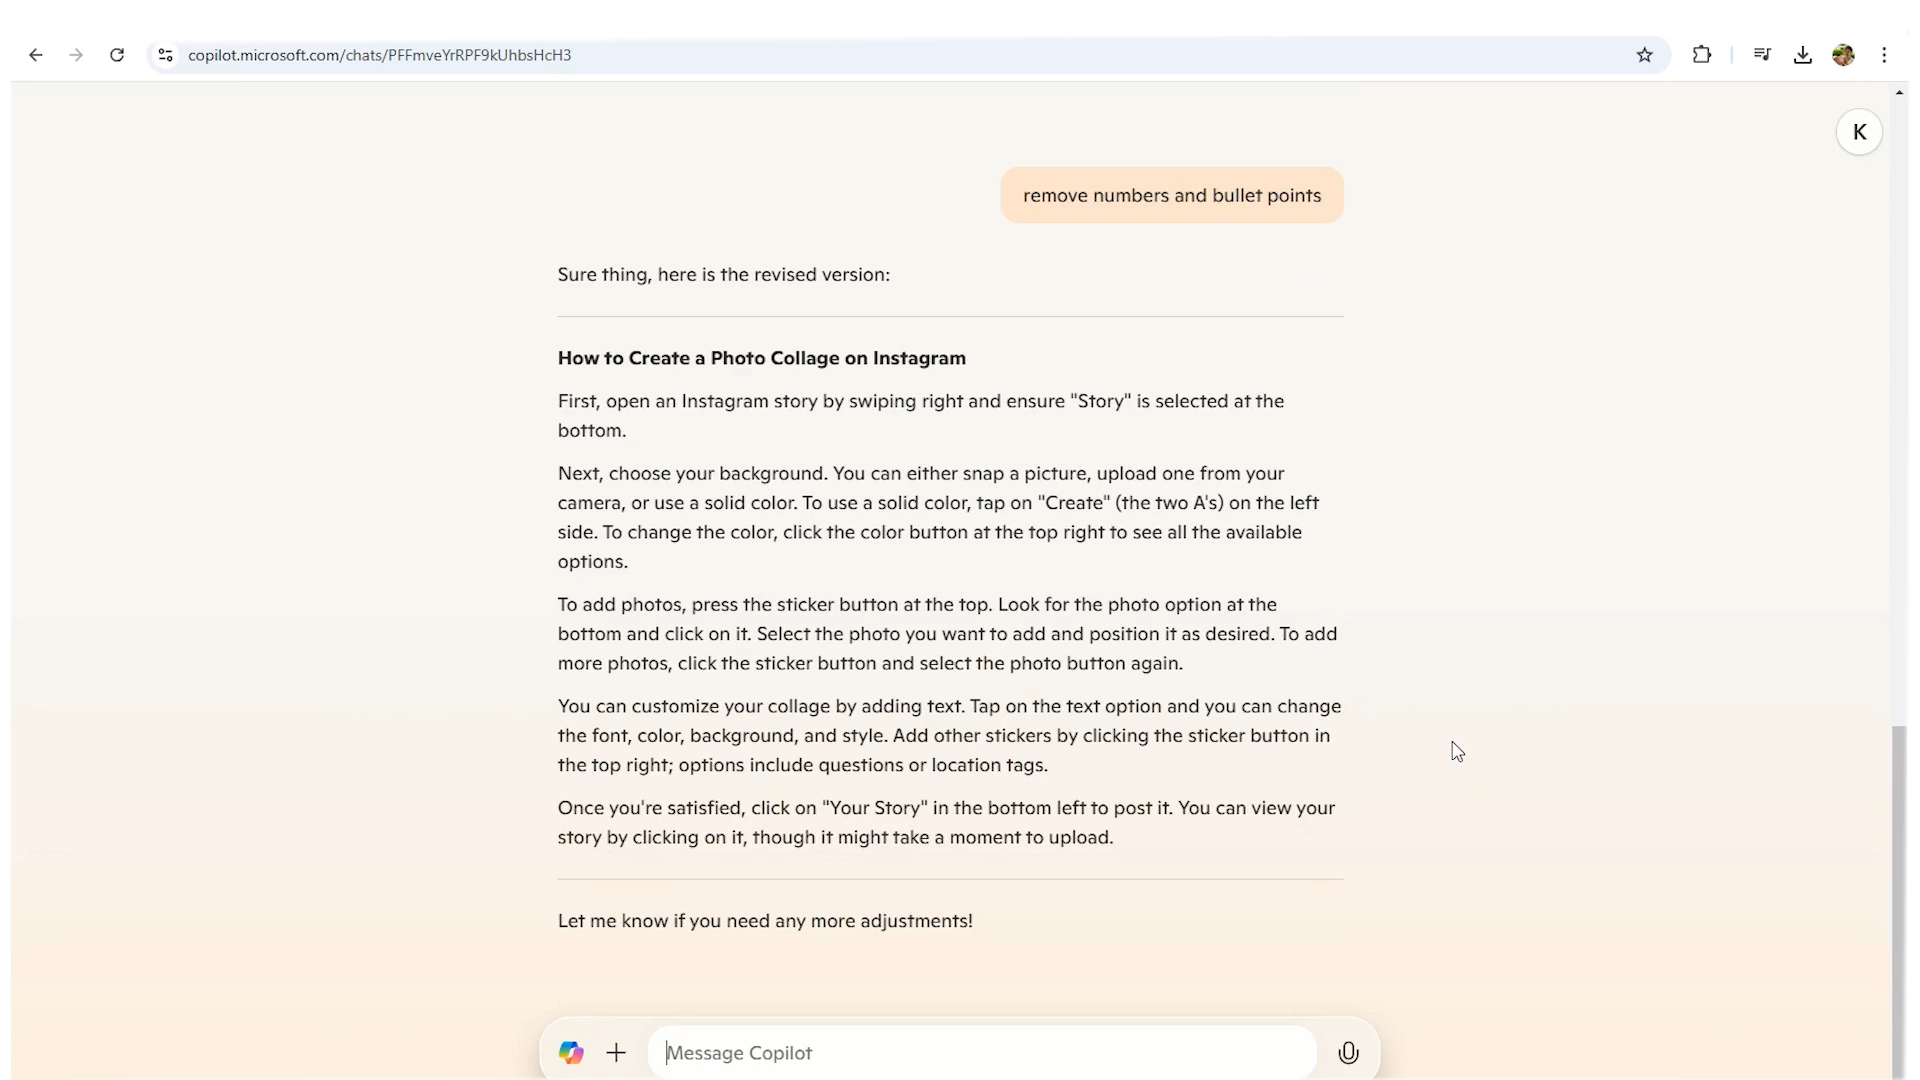 copilot.microsoft.com/chats/PFFmveYrRPF9kUhbsHcH3
K
remove numbers and bullet points
Sure thing, here is the revised version:
How to Create a Photo Collage on Instagram
First, open an Instagram story by swiping right and ensure "Story" is selected at the
bottom.
Next, choose your background. You can either snap a picture, upload one from your
camera, or use a solid color. To use a solid color, tap on "Create" (the two A's) on the left
side. To change the color, click the color button at the top right to see all the available
options.
To add photos, press the sticker button at the top. Look for the photo option at the
bottom and click on it. Select the photo you want to add and position it as desired. To add
more photos, click the sticker button and select the photo button again.
You can customize your collage by adding text. Tap on the text option and you can change
the font, color, background, and style. Add other stickers by clicking the sticker button in
the top right; options include questions or location tags.
Once you're satisfied, click on "Your Story" in the bottom left to post it. You can view your
story by clicking on it, though it might take a moment to upload.
Let me know if you need any more adjustments!
Message Copilot